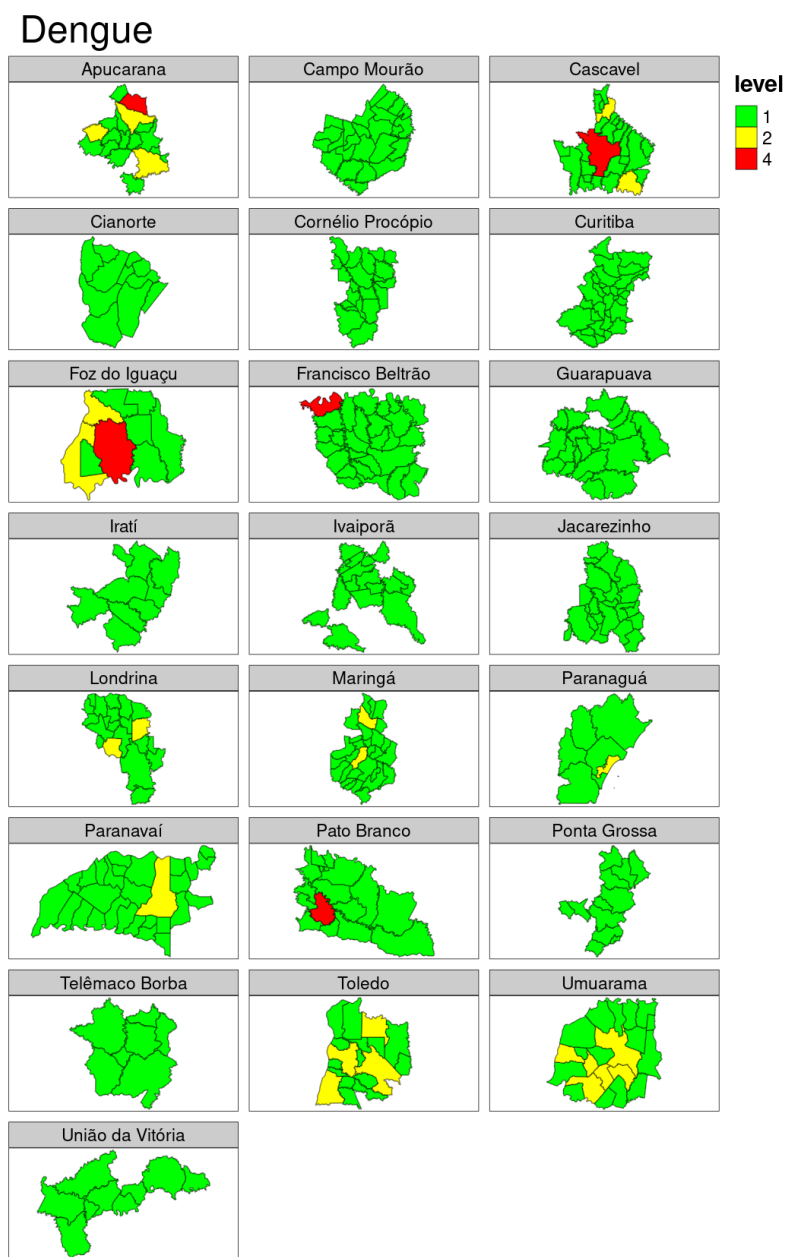 Dengue
Apucarana
Campo Mourão
Cascavel
level
1
2
4
Cianorte
Cornélio Procópio
Curitiba
Foz do Iguaçu
Francisco Beltrão
Guarapuava
Iratí
Ivaiporã
Jacarezinho
Londrina
Maringá
Paranaguá
Paranavaí
Pato Branco
Ponta Grossa
Telêmaco Borba
Toledo
Umuarama
União da Vitória